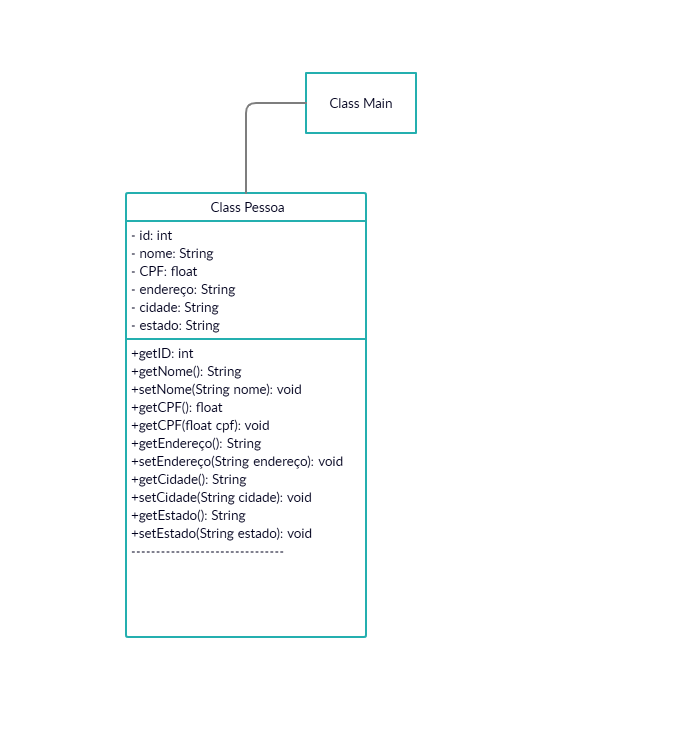 Class Main
Class Pessoa
- id: int
- nome: String
- CPF: float
- endereço: String
- cidade: String
- estado: String
+getID: int
+getNome(): String
+setNome(String nome): void
+getCPF(): float
+getCPF(float cpf): void
+getEndereço(): String
+setEndereço(String endereço): void
+getCidade(): String
+setCidade(String cidade): void
+getEstado(): String
+setEstado(String estado): void
-------------------------------